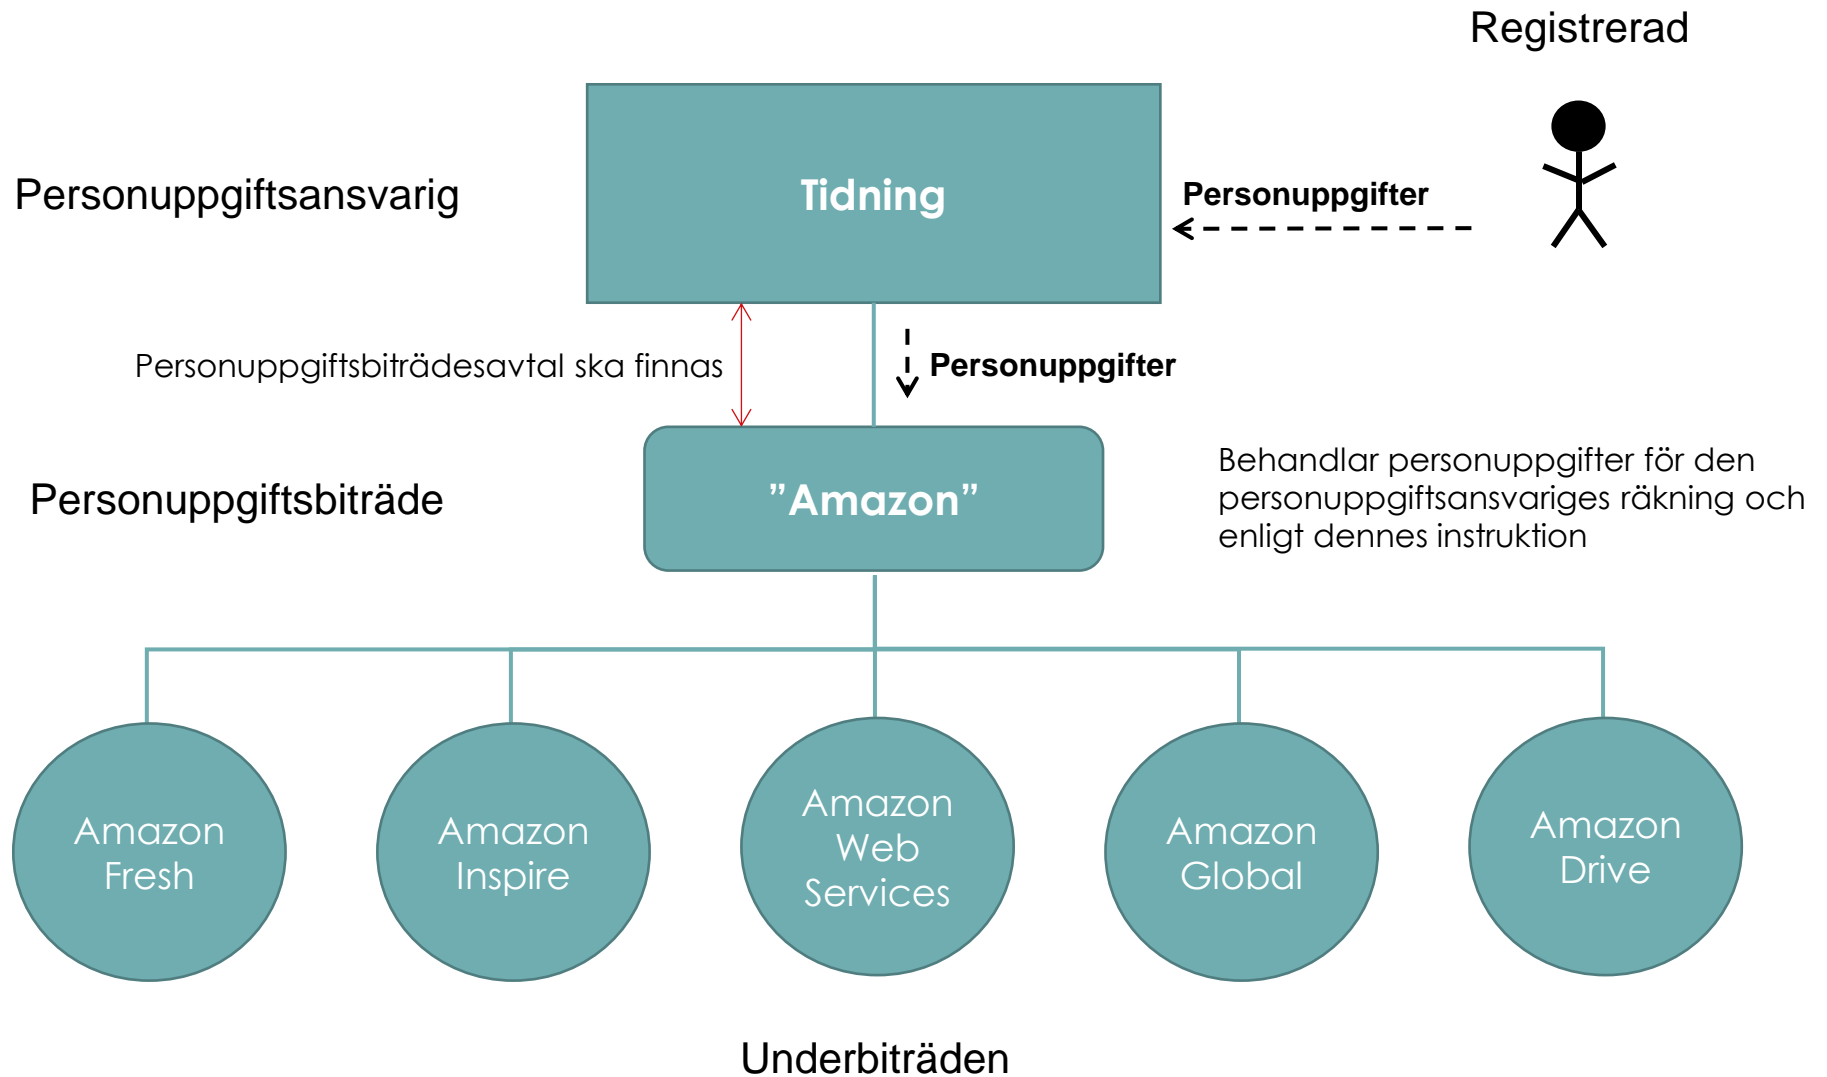 Registrerad
Personuppgiftsansvarig
Tidning
Personuppgifter
Personuppgiftsbiträdesavtal ska finnas
Personuppgifter
Personuppgiftsbiträde
”Amazon”
Behandlar personuppgifter för den
personuppgiftsansvariges räkning och
enligt dennes instruktion
Amazon
Fresh
Amazon
Inspire
Amazon
Web
Services
Amazon
Global
Amazon
Drive
Underbiträden